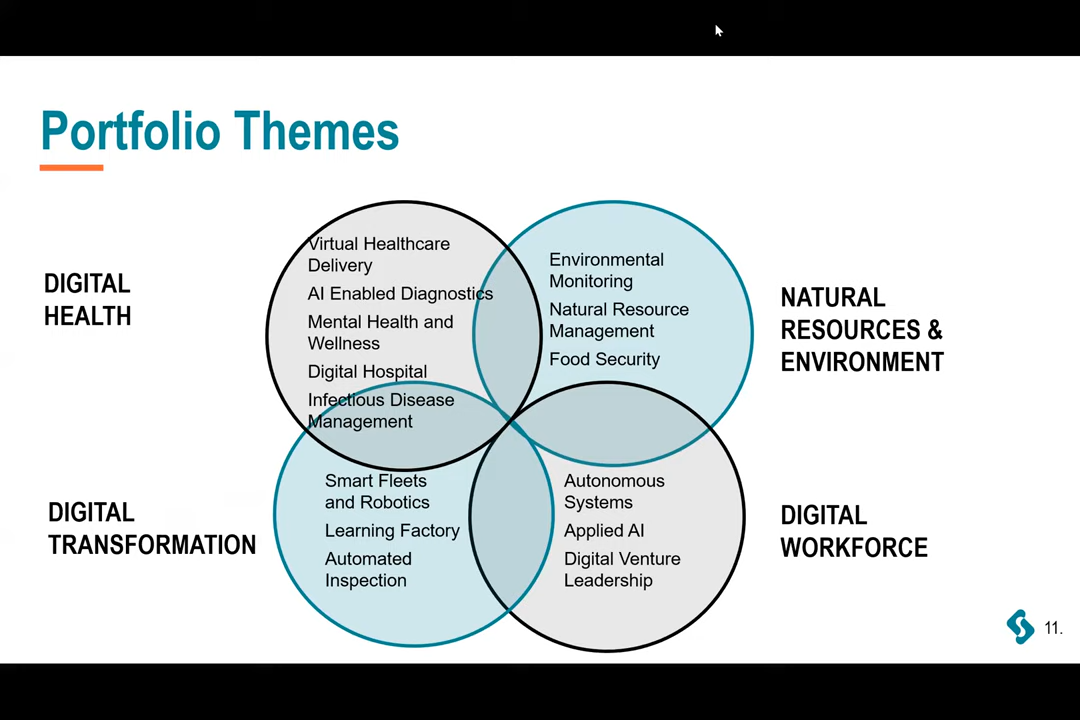 Portfolio Themes
DIGITAL
HEALTH
Virtual Healthcare
Delivery
AI Enabled Diagnostics
Mental Health and
Wellness
Digital Hospital
Infectious Disease
Management
Environmental
Monitoring
Natural Resource
Management
Food Security
NATURAL
RESOURCES &
ENVIRONMENT
DIGITAL
TRANSFORMATION
Smart Fleets
and Robotics
Learning Factory
Automated
Inspection
Autonomous
Systems
Applied AI
Digital Venture
Leadership
DIGITAL
WORKFORCE
11.